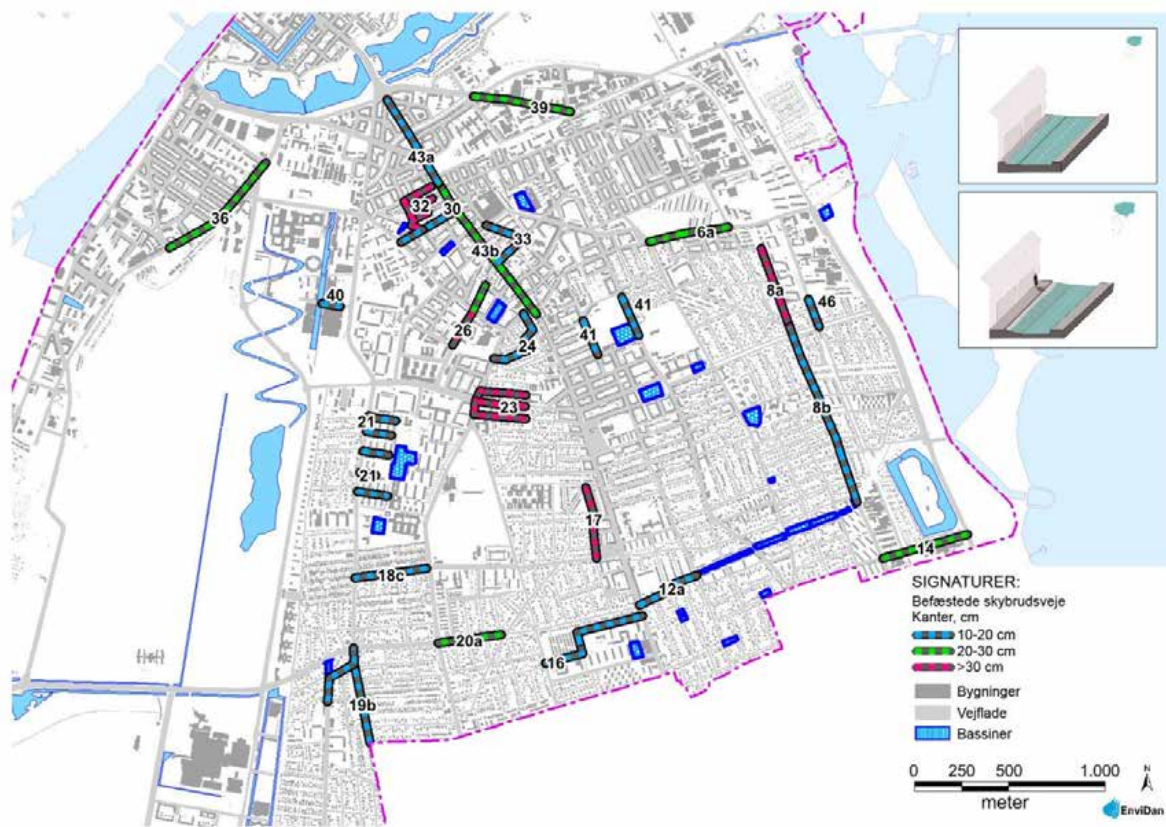 39
43a
36
32
30
33
43b
6a
8a
46
40
41
26
24
41
8b
23
21
21
17
14
18c
12a
20a
16
19b
SIGNATURER:
Befæstede skybrudsveje
Kanter, cm
10-20 cm
20-30 cm
>30 cm
Bygninger
Vejflade
Bassiner
0 250 500 1.000
meter
N
EnviDan